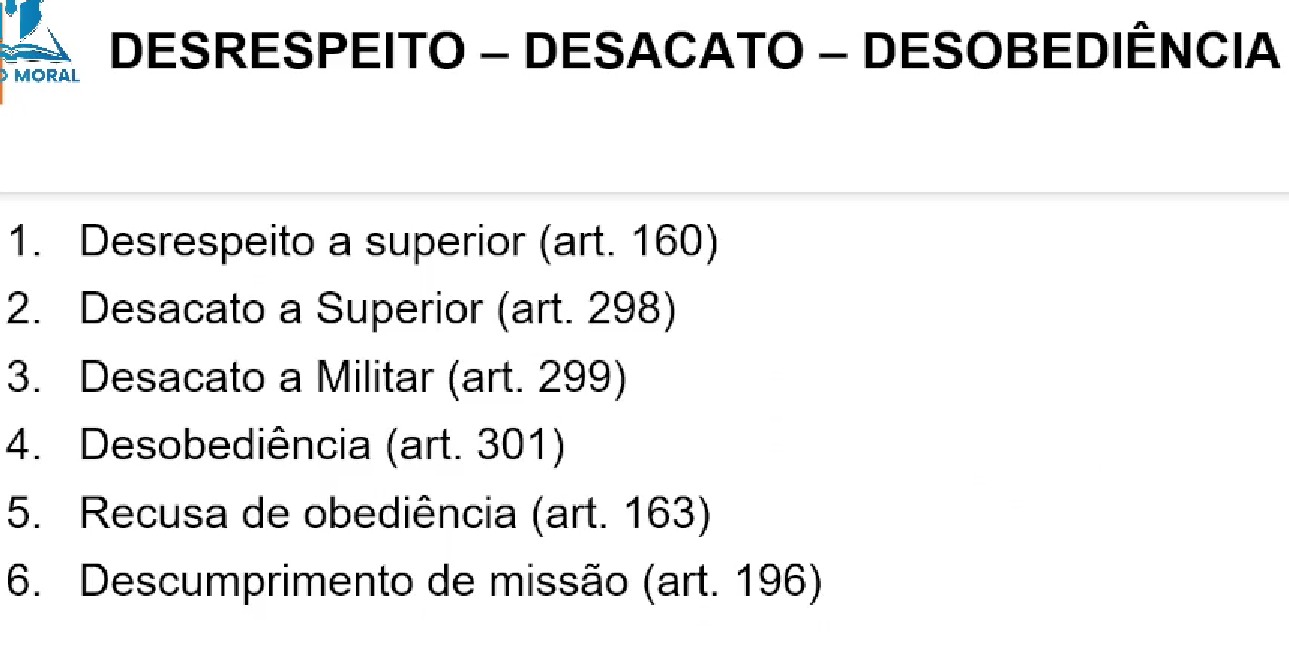 DESRESPEITO – DESACATO – DESOBEDIÊNCIA
MORAL
1. Desrespeito a superior (art. 160)
2. Desacato a Superior (art. 298)
3. Desacato a Militar (art. 299)
4. Desobediência (art. 301)
5. Recusa de obediência (art. 163)
6. Descumprimento de missão (art. 196)